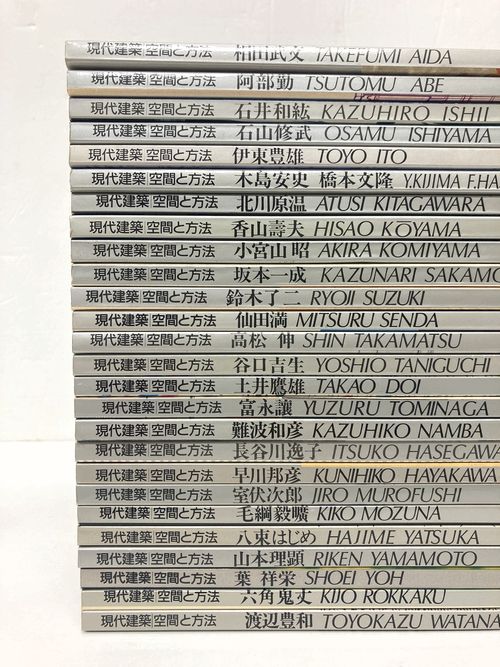 現代建築 空間と方法 相田武文 TAKEFUMI AIDA
現代建築 空間と方法 阿部勤 TSUTOMU ABE
現代建築 空間と方法 石井和紘 KAZUHIRO ISHII
現代建築 空間と方法 石山修武 OSAMU ISHIYAMA
現代建築 空間と方法 伊東豊雄 TOYO ITO
現代建築 空間と方法 木島安史 橋本文隆 Y.KIJIMA F.HA
現代建築 空間と方法 北川原温 ATUSI KITAGAWARA
現代建築 空間と方法 香山壽夫 HISAO KŌYAMA
現代建築 空間と方法 小宮山昭 AKIRA KOMIYAMA
現代建築 空間と方法 坂本一成 KAZUNARI SAKAMO
現代建築 空間と方法 鈴木了二 RYOJI SUZUKI
現代建築 空間と方法 仙田満 MITSURU SENDA
現代建築 空間と方法 高松伸 SHIN TAKAMATSU
現代建築 空間と方法 谷口吉生 YOSHIO TANIGUCHI
現代建築 空間と方法 土井鷹雄 TAKAO DOI
現代建築 空間と方法 富永讓 YUZURU TOMINAGA
現代建築 空間と方法 難波和彦 KAZUHIKO NAMBA
現代建築 空間と方法 長谷川逸子 ITSUKO HASEGAWA
現代建築 空間と方法 早川邦彦 KUNIHIKO HAYAKAWA
現代建築 空間と方法 室伏次郎 JIRO MUROFUSHI
現代建築 空間と方法 毛綱毅曠 KIKO MOZUNA
現代建築 空間と方法 八束はじめ HAJIME YATSUKA
現代建築 空間と方法 山本理顕 RIKEN YAMAMOTO
現代建築 空間と方法 葉祥栄 SHOEI YOH
現代建築 空間と方法 六角鬼丈 KIJO ROKKAKU
現代建築 空間と方法 渡辺豊和 TOYOKAZU WATANA